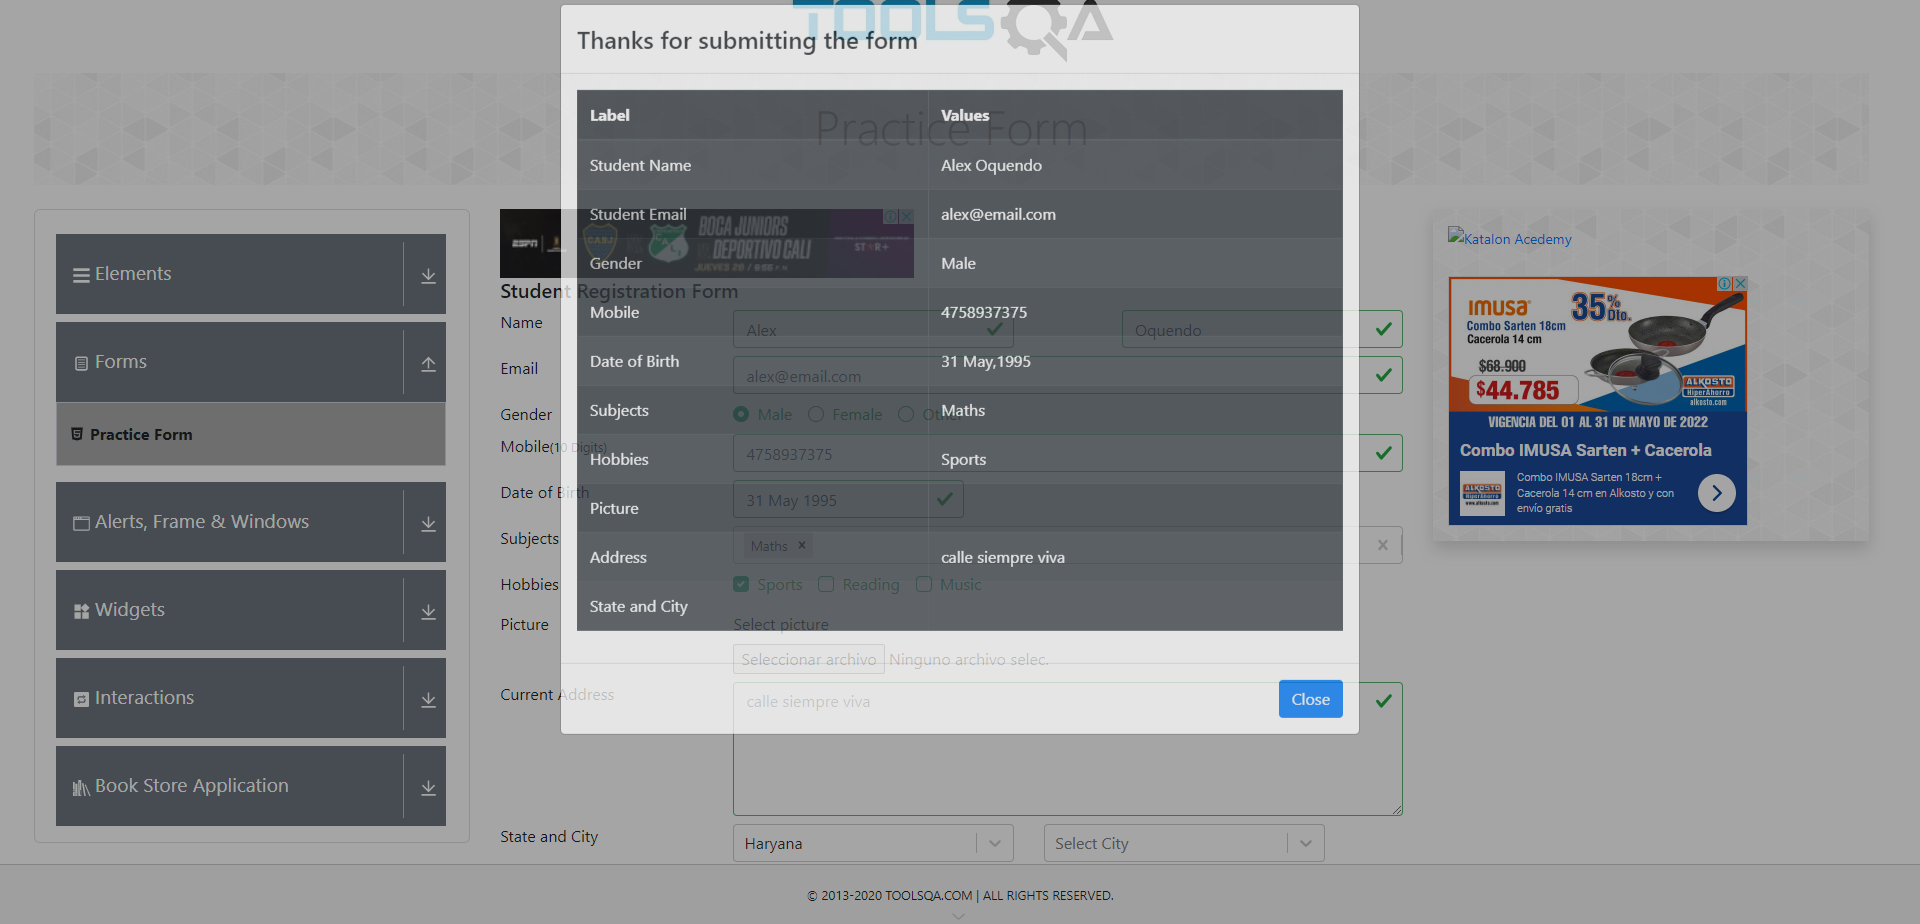 TOOLSQA
Thanks for submitting the form
Label Values
Student Name Alex Oquendo
Student Email alex@email.com
Gender Male
Mobile 4758937375
Date of Birth 31 May,1995
Subjects Maths
Hobbies Sports
Picture
Address calle siempre viva
State and City
Close
Practice Form
Elements
Forms
Practice Form
Alerts, Frame & Windows
Widgets
Interactions
Book Store Application
ESPN
CABJ
BOCA JUNIORS
DEPORTIVO CALI
STAR+
Student Registration Form
Name Alex Oquendo
Email alex@email.com
Gender Male Female
Mobile(10 Digits) 4758937375
Date of Birth 31 May 1995
Subjects Maths
Hobbies Sports Reading Music
Picture Select picture
Seleccionar archivo Ninguno archivo selec.
Current Address calle siempre viva
State and City Haryana Select City
Katalon Acedemy
IMUSA
35% Dto.
Combo Sarten 18cm
Cacerola 14 cm
$68.900
$44.785
ALKOSTO
HiperAhorro
alkosto.com
VIGENCIA DEL 01 AL 31 DE MAYO DE 2022
Combo IMUSA Sarten + Cacerola
ALKOSTO
HiperAhorro
Combo IMUSA Sarten 18cm +
Cacerola 14 cm en Alkosto y con
envío gratis
© 2013-2020 TOOLSQA.COM | ALL RIGHTS RESERVED.